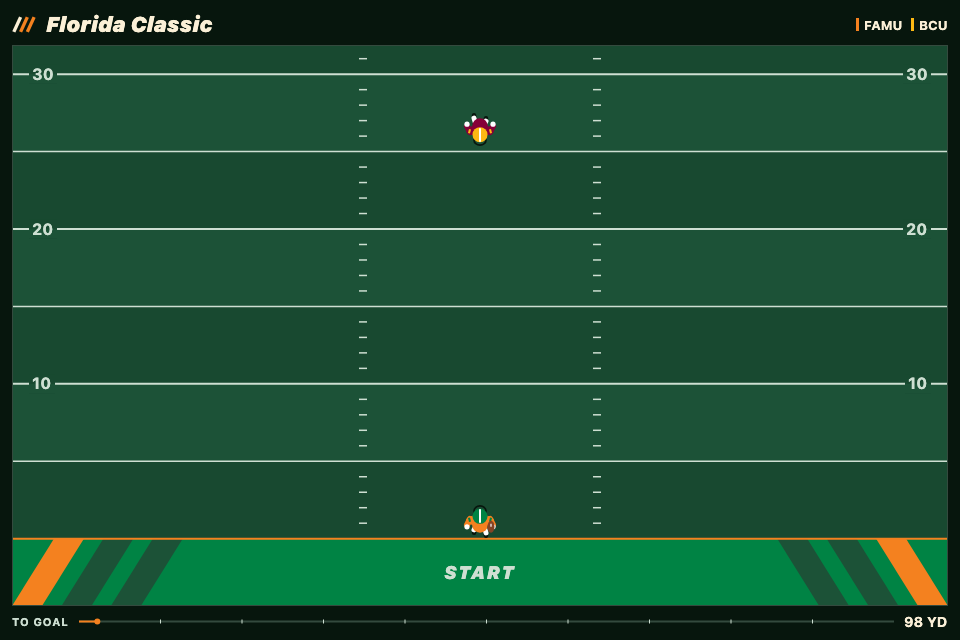 Florida Classic
FAMU BCU
30 30
20 20
10 10
START
TO GOAL 98 YD